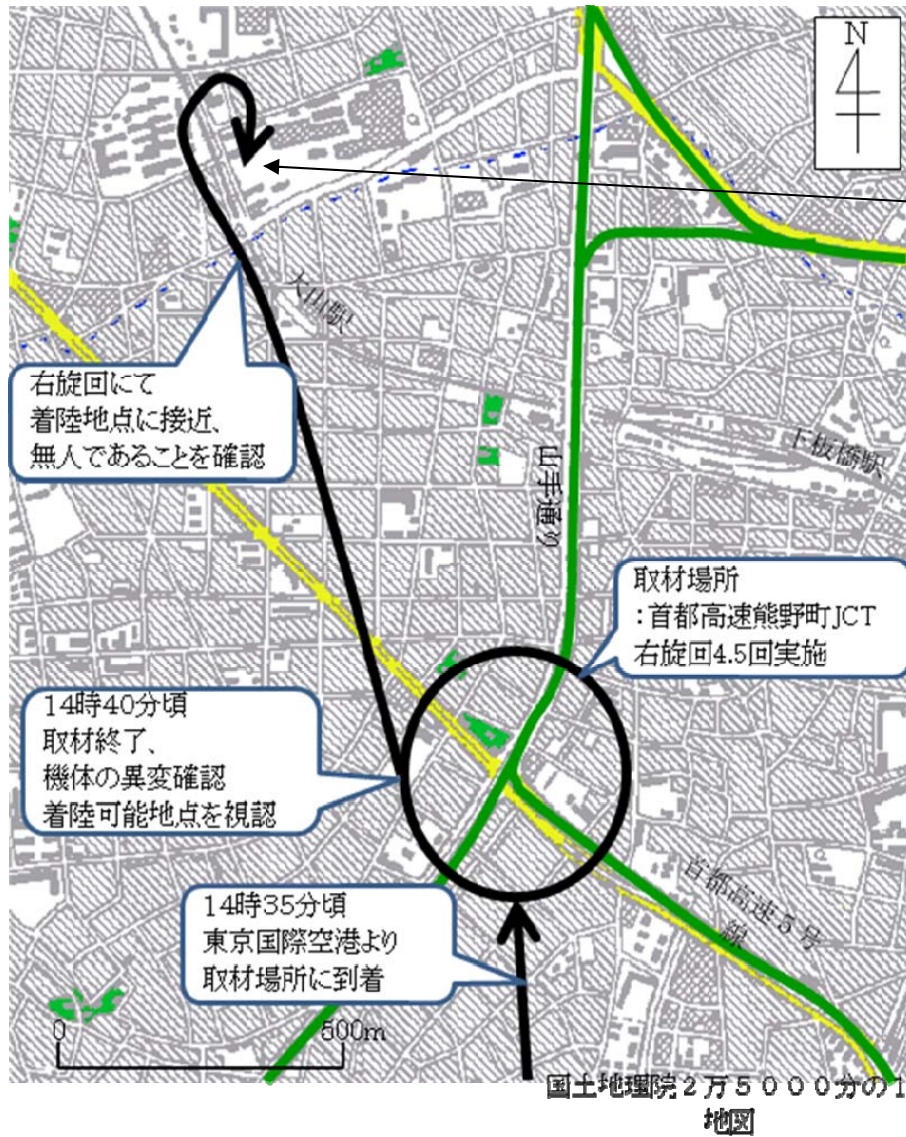 N
大山駅
右旋回にて
着陸地点に接近、
無人であることを確認
下板橋駅
山手通り
取材場所
：首都高速熊野町JCT
右旋回4.5回実施
14時40分頃
取材終了、
機体の異変確認
着陸可能地点を視認
首都高速5号
線
14時35分頃
東京国際空港より
取材場所に到着
0
500m
国土地理院２万５０００分の１
地図